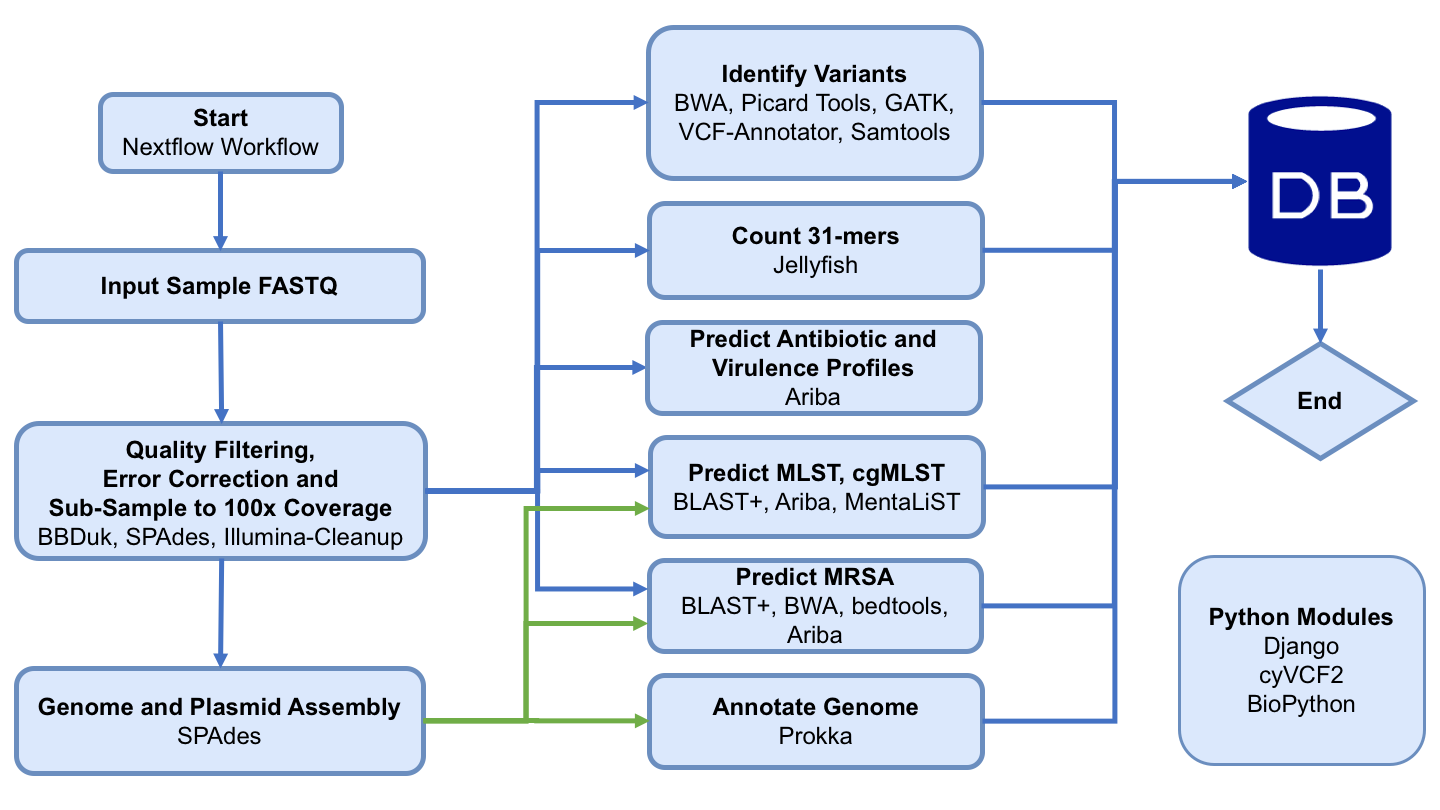 Start
Nextflow Workflow
Input Sample FASTQ
Quality Filtering,
Error Correction and
Sub-Sample to 100x Coverage
BBDuk, SPAdes, Illumina-Cleanup
Genome and Plasmid Assembly
SPAdes
Identify Variants
BWA, Picard Tools, GATK,
VCF-Annotator, Samtools
Count 31-mers
Jellyfish
Predict Antibiotic and
Virulence Profiles
Ariba
Predict MLST, cgMLST
BLAST+, Ariba, MentaLiST
Predict MRSA
BLAST+, BWA, bedtools,
Ariba
Annotate Genome
Prokka
DB
End
Python Modules
Django
cyVCF2
BioPython